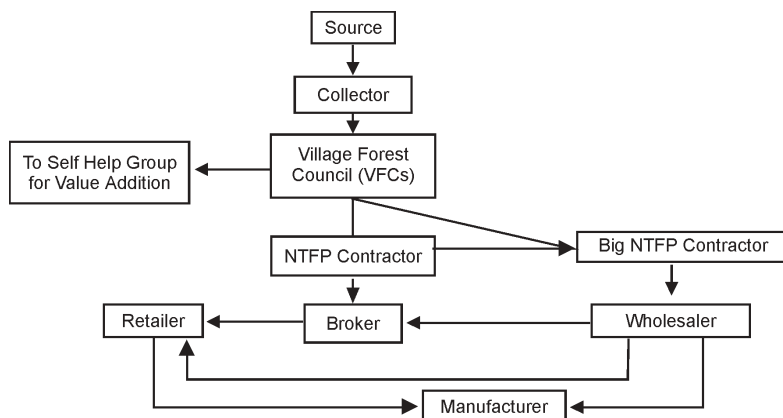 Source
Collector
To Self Help Group
for Value Addition
Village Forest
Council (VFCs)
NTFP Contractor
Big NTFP Contractor
Retailer
Broker
Wholesaler
Manufacturer